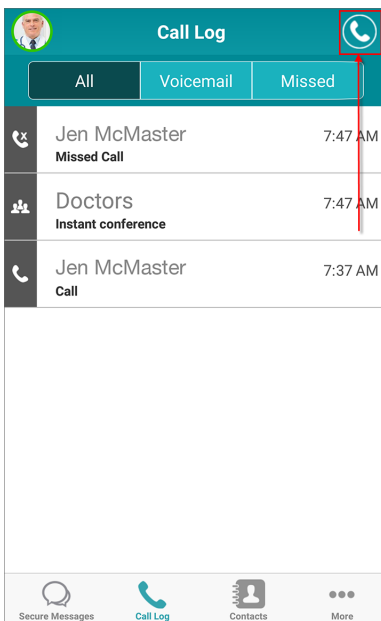 Call Log
All Voicemail Missed
Jen McMaster 7:47 AM
Missed Call
Doctors 7:47 AM
Instant conference
Jen McMaster 7:37 AM
Call
Secure Messages Call Log Contacts More